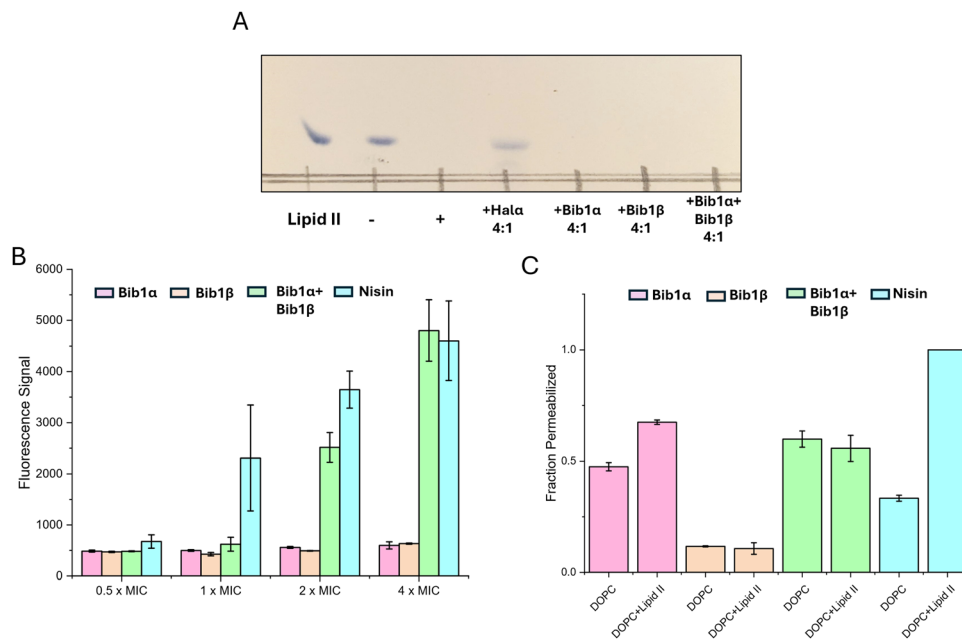 A
Lipid II - + +Halα 4:1 +Bib1α 4:1 +Bib1β 4:1 +Bib1α+ Bib1β 4:1
B
Bib1α Bib1β Bib1α+ Bib1β Nisin
Fluorescence Signal
6000
5000
4000
3000
2000
1000
0
0.5 x MIC 1 x MIC 2 x MIC 4 x MIC
C
Bib1α Bib1β Bib1α+ Bib1β Nisin
Fraction Permeabilized
1.0
0.5
0.0
DOPC DOPC+Lipid II DOPC DOPC+Lipid II DOPC DOPC+Lipid II DOPC DOPC+Lipid II